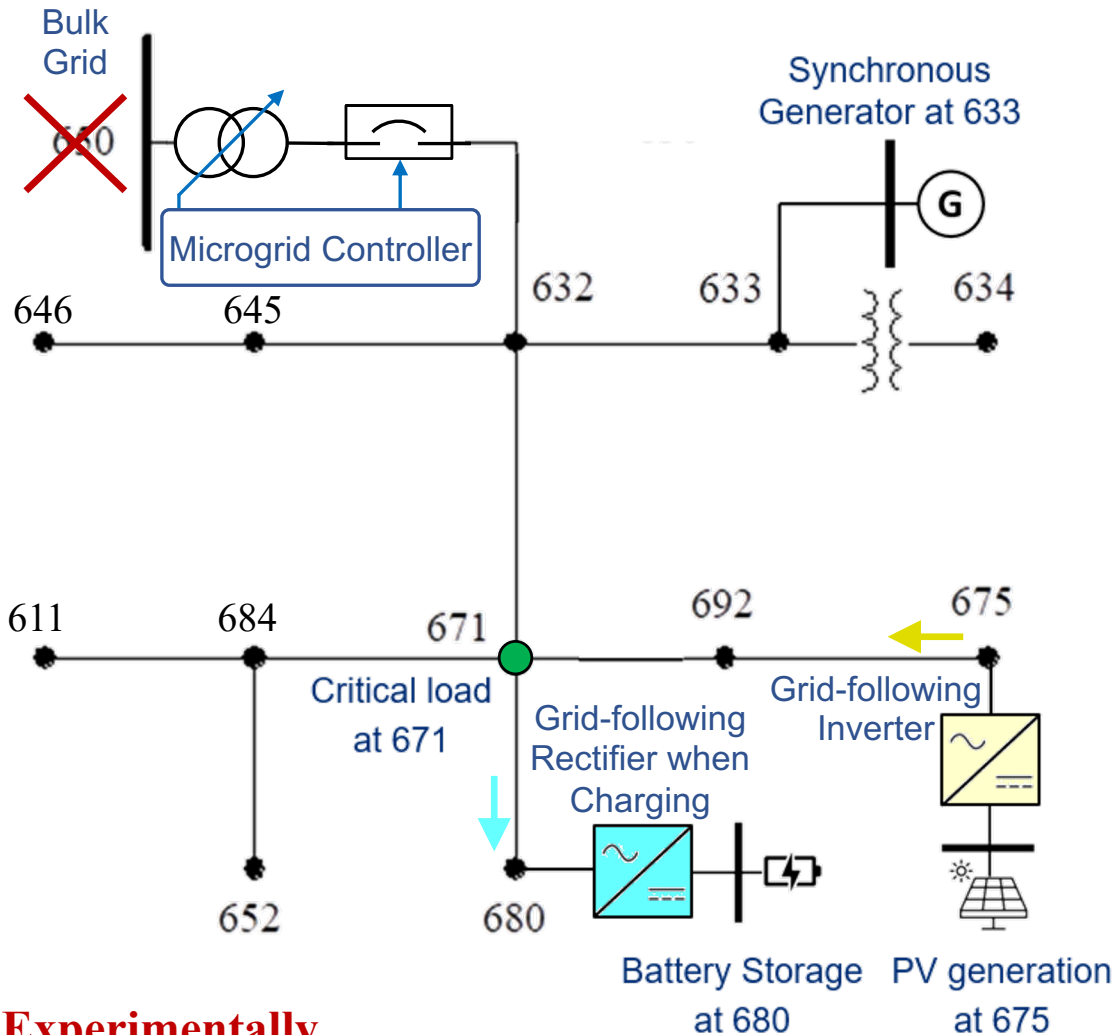 Bulk
Grid
650
Microgrid Controller
Synchronous
Generator at 633
G
646
645
632
633
634
611
684
671
692
675
Critical load
at 671
Grid-following
Rectifier when
Charging
Grid-following
Inverter
652
680
Battery Storage
at 680
PV generation
at 675
Experimentally